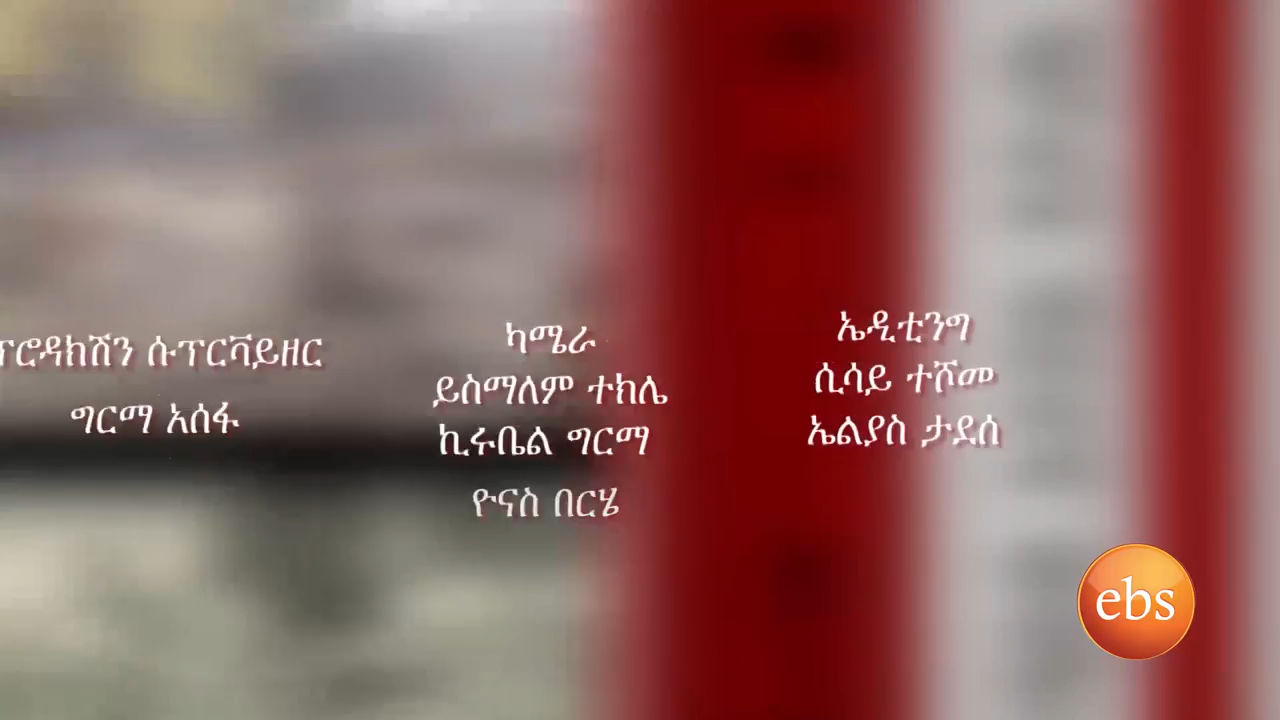 ፕሮዳክሽን ሱፐርቫይዘር
ግርማ አሰፋ
ካሜራ
ይስማለም ተክሌ
ኪሩቤል ግርማ
ዮናስ በርሄ
ኤዲቲንግ
ሲሳይ ተሾመ
ኤልያስ ታደሰ
ebs